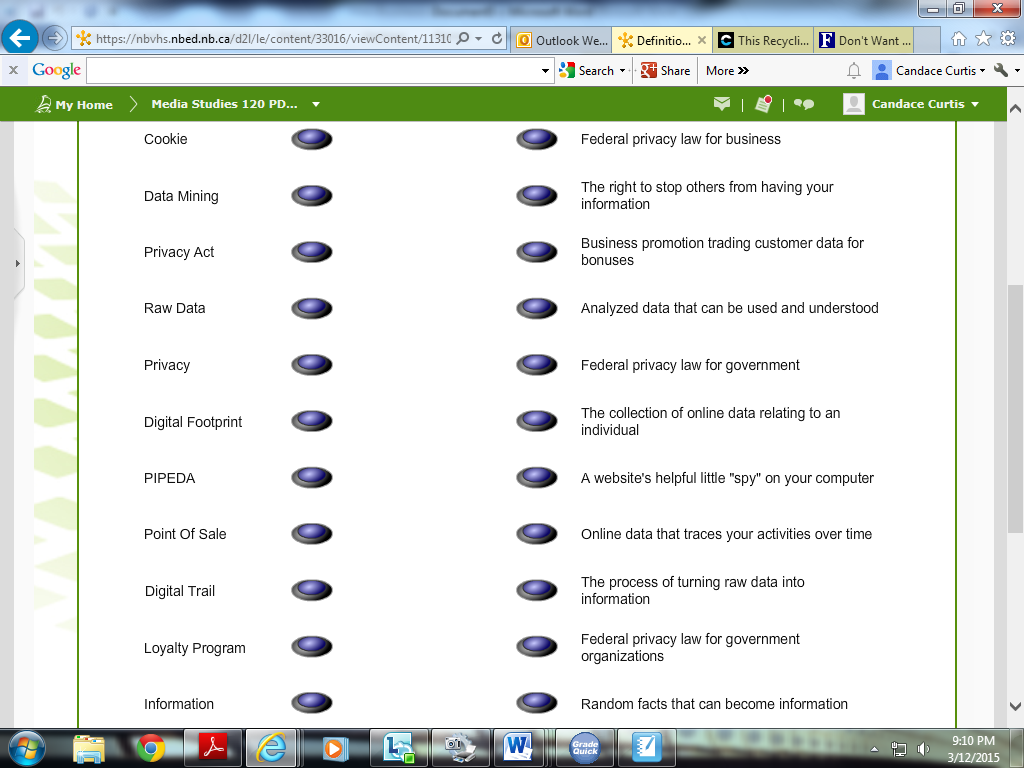 https://nbvhs.nbed.nb.ca/d2l/le/content/33016/viewContent/11310
Outlook We...
Definitio...
This Recycli...
Don't Want ...
x Google
Search
Share
More »
Candace Curtis
My Home
Media Studies 120 PD...
Candace Curtis
Cookie
Federal privacy law for business
Data Mining
The right to stop others from having your
information
Privacy Act
Business promotion trading customer data for
bonuses
Raw Data
Analyzed data that can be used and understood
Privacy
Federal privacy law for government
Digital Footprint
The collection of online data relating to an
individual
PIPEDA
A website's helpful little "spy" on your computer
Point Of Sale
Online data that traces your activities over time
Digital Trail
The process of turning raw data into
information
Loyalty Program
Federal privacy law for government
organizations
Information
Random facts that can become information
Grade
Quick
9:10 PM
3/12/2015